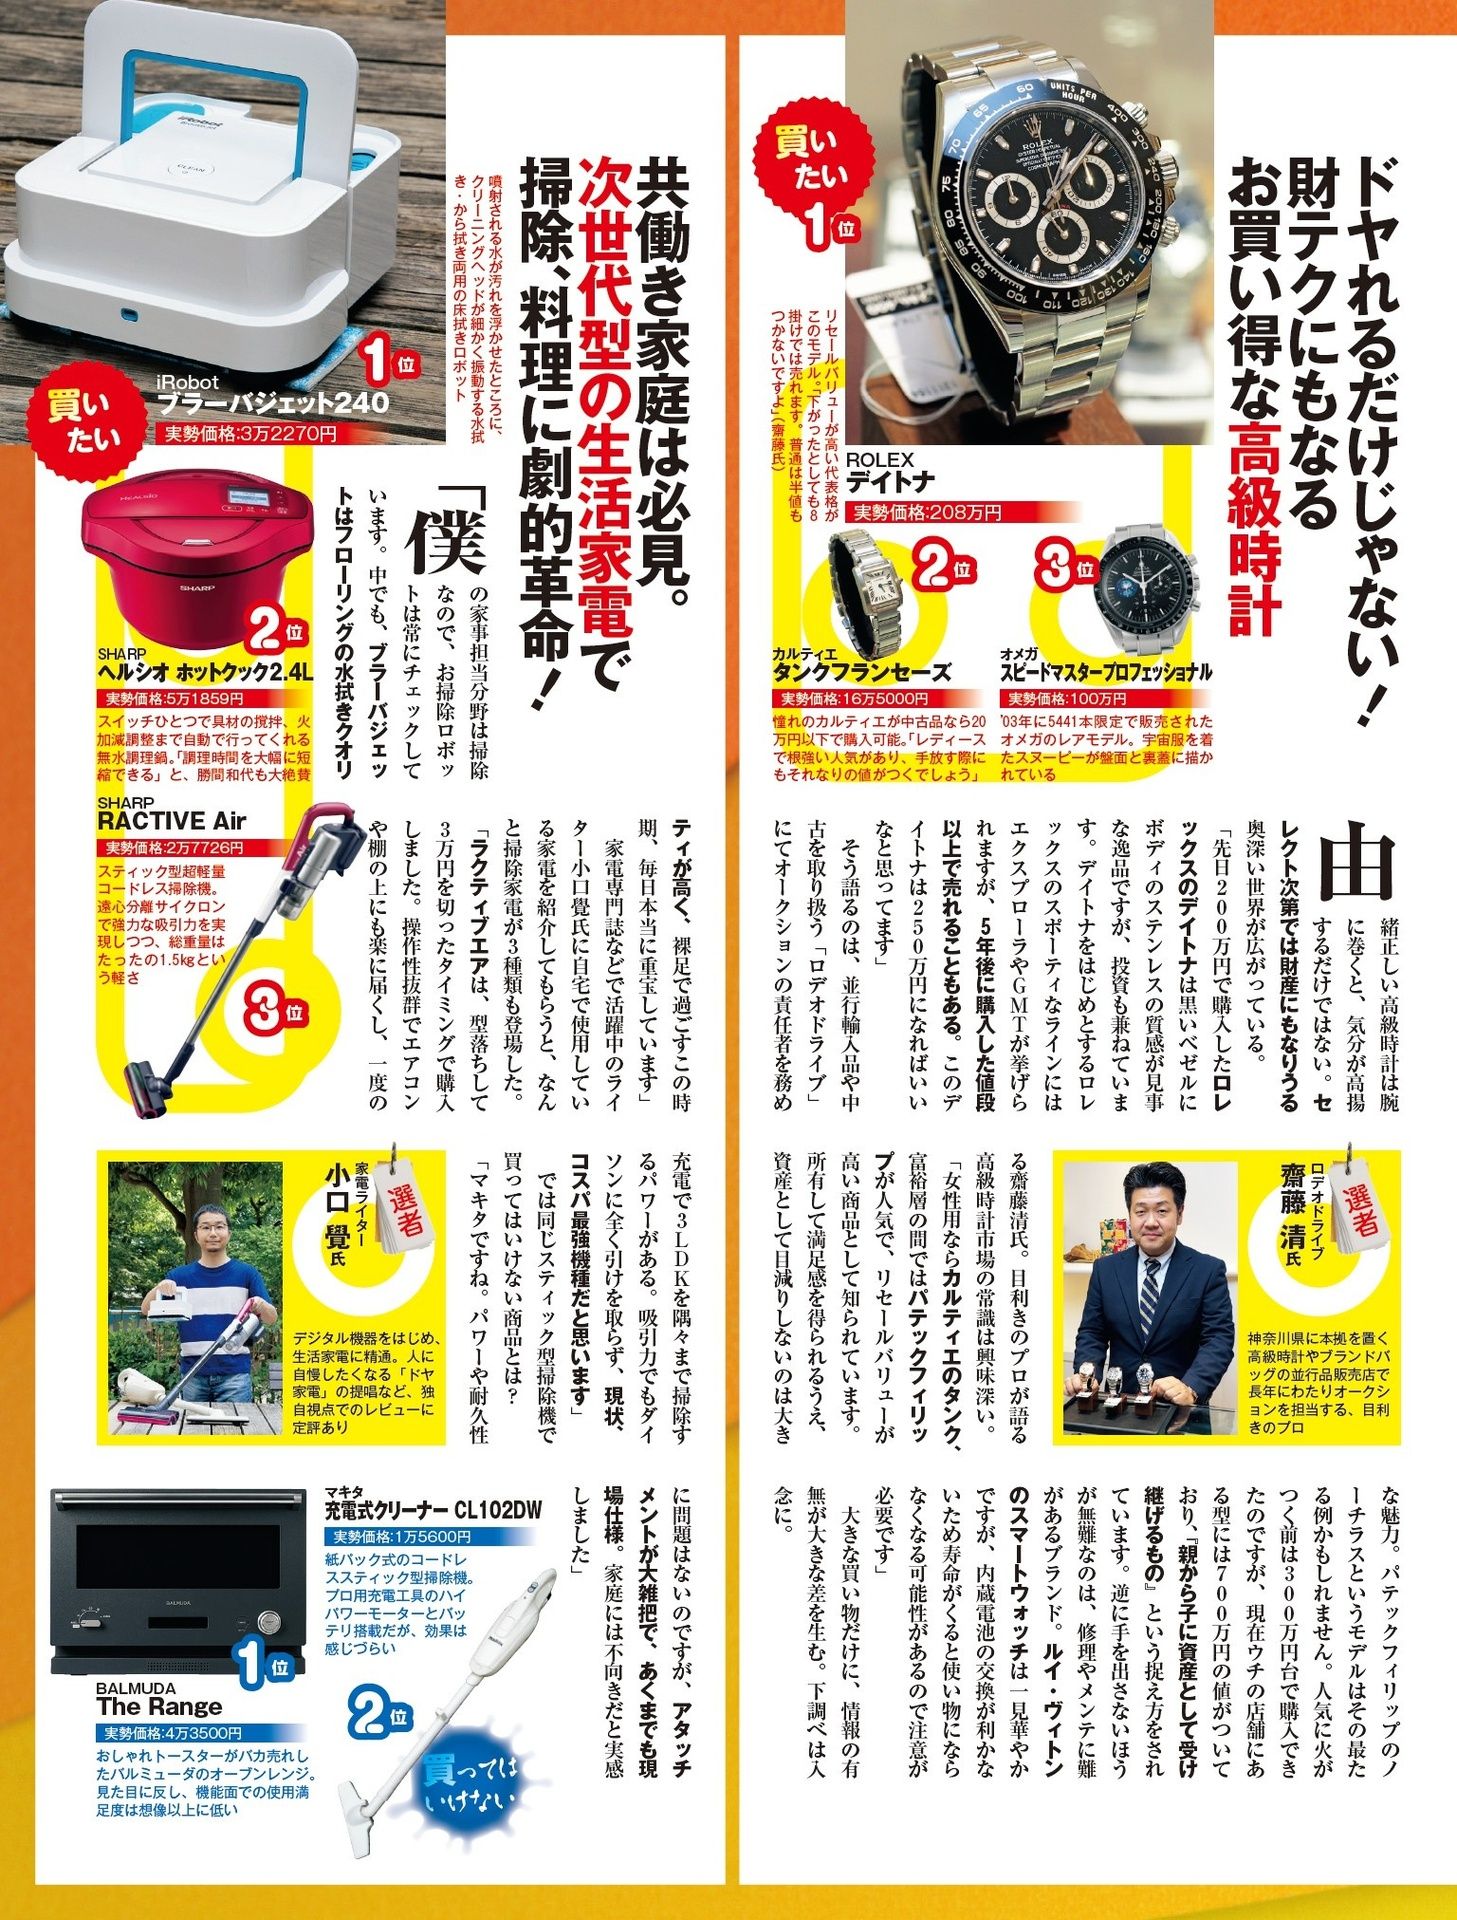 ドヤれるだけじゃない!
財テクにもなる
お買い得な高級時計
買い
たい
1位
ROLEX
デイトナ
実勢価格:208万円
リセールバリューが高い代表格が
このモデル。「下がったとしても8
掛けでは売れます。普通は半値も
つかないですよ」(齋藤氏)
2位
カルティエ
タンクフランセーズ
実勢価格:16万5000円
憧れのカルティエが中古品なら20
万円以下で購入可能。「レディース
で根強い人気があり、手放す際に
もそれなりの値がつくでしょう」
3位
オメガ
スピードマスタープロフェッショナル
実勢価格:100万円
'03年に5441本限定で販売された
オメガのレアモデル。宇宙服を着
たスヌーピーが盤面と裏蓋に描か
れている
由緒正しい高級時計は腕
に巻くと、気分が高揚
するだけではない。セ
レクト次第では財産にもなりうる
奥深い世界が広がっている。
「先日200万円で購入したロレ
ックスのデイトナは黒いベゼルに
ボディのステンレスの質感が見事
な逸品ですが、投資も兼ねていま
す。デイトナをはじめとするロレ
ックスのスポーティなラインには
エクスプローラやGMTが挙げら
れますが、5年後に購入した値段
以上で売れることもある。このデ
イトナは250万円になればいい
なと思ってます」
そう語るのは、並行輸入品や中
古を取り扱う「ロデオドライブ」
にてオークションの責任者を務め
る齋藤清氏。目利きのプロが語る
高級時計市場の常識は興味深い。
「女性用ならカルティエのタンク、
富裕層の間ではパテックフィリッ
プが人気で、リセールバリューが
高い商品として知られています。
所有して満足感を得られるうえ、
資産として目減りしないのは大き
な魅力。パテックフィリップのノ
ーチラスというモデルはその最た
る例かもしれません。人気に火が
つく前は300万円台で購入でき
たのですが、現在ウチの店舗にあ
る型には700万円の値がついて
おり、『親から子に資産として受け
継げるもの』という捉え方をされ
ています。逆に手を出さないほう
が無難なのは、修理やメンテに難
があるブランド。ルイ・ヴィトン
のスマートウォッチは一見華やか
ですが、内蔵電池の交換が利かな
いため寿命がくると使い物になら
なくなる可能性があるので注意が
必要です」
大きな買い物だけに、情報の有
無が大きな差を生む。下調べは入
念に。
選者
ロデオドライブ
齋藤 清氏
神奈川県に本拠を置く
高級時計やブランドバ
ッグの並行品販売店で
長年にわたりオークシ
ョンを担当する、目利
きのプロ
共働き家庭は必見。
次世代型の生活家電で
掃除、料理に劇的革命!
噴射される水が汚れを浮かせたところに、
クリーニングヘッドが細かく振動する水拭
き・から拭き両用の床拭きロボット
1位
iRobot
ブラーバジェット240
実勢価格:3万2270円
買い
たい
2位
SHARP
ヘルシオ ホットクック2.4L
実勢価格:5万1859円
スイッチひとつで具材の撹拌、火
加減調整まで自動で行ってくれる
無水調理鍋。「調理時間を大幅に短
縮できる」と、勝間和代も大絶賛
SHARP
RACTIVE Air
実勢価格:2万7726円
スティック型超軽量
コードレス掃除機。
遠心分離サイクロン
で強力な吸引力を実
現しつつ、総重量は
たったの1.5kgとい
う軽さ
3位
「僕の家事担当分野は掃除
なので、お掃除ロボッ
トは常にチェックして
います。中でも、ブラーバジェッ
トはフローリングの水拭きクオリ
ティが高く、裸足で過ごすこの時
期、毎日本当に重宝しています」
家電専門誌などで活躍中のライ
ター小口覺氏に自宅で使用してい
る家電を紹介してもらうと、なん
と掃除家電が3種類も登場した。
「ラクティブエアは、型落ちして
3万円を切ったタイミングで購入
しました。操作性抜群でエアコン
や棚の上にも楽に届くし、一度の
充電で3LDKを隅々まで掃除す
るパワーがある。吸引力でもダイ
ソンに全く引けを取らず、現状、
コスパ最強機種だと思います」
では同じスティック型掃除機で
買ってはいけない商品とは?
「マキタですね。パワーや耐久性
に問題はないのですが、アタッチ
メントが大雑把で、あくまでも現
場仕様。家庭には不向きだと実感
しました」
選者
家電ライター
小口 覺氏
デジタル機器をはじめ、
生活家電に精通。人に
自慢したくなる「ドヤ
家電」の提唱など、独
自視点でのレビューに
定評あり
マキタ
充電式クリーナー CL102DW
実勢価格:1万5600円
紙パック式のコードレ
ススティック型掃除機。
プロ用充電工具のハイ
パワーモーターとバッ
テリ搭載だが、効果は
感じづらい
2位
買っては
いけない
1位
BALMUDA
The Range
実勢価格:4万3500円
おしゃれトースターがバカ売れし
たバルミューダのオーブンレンジ。
見た目に反し、機能面での使用満
足度は想像以上に低い